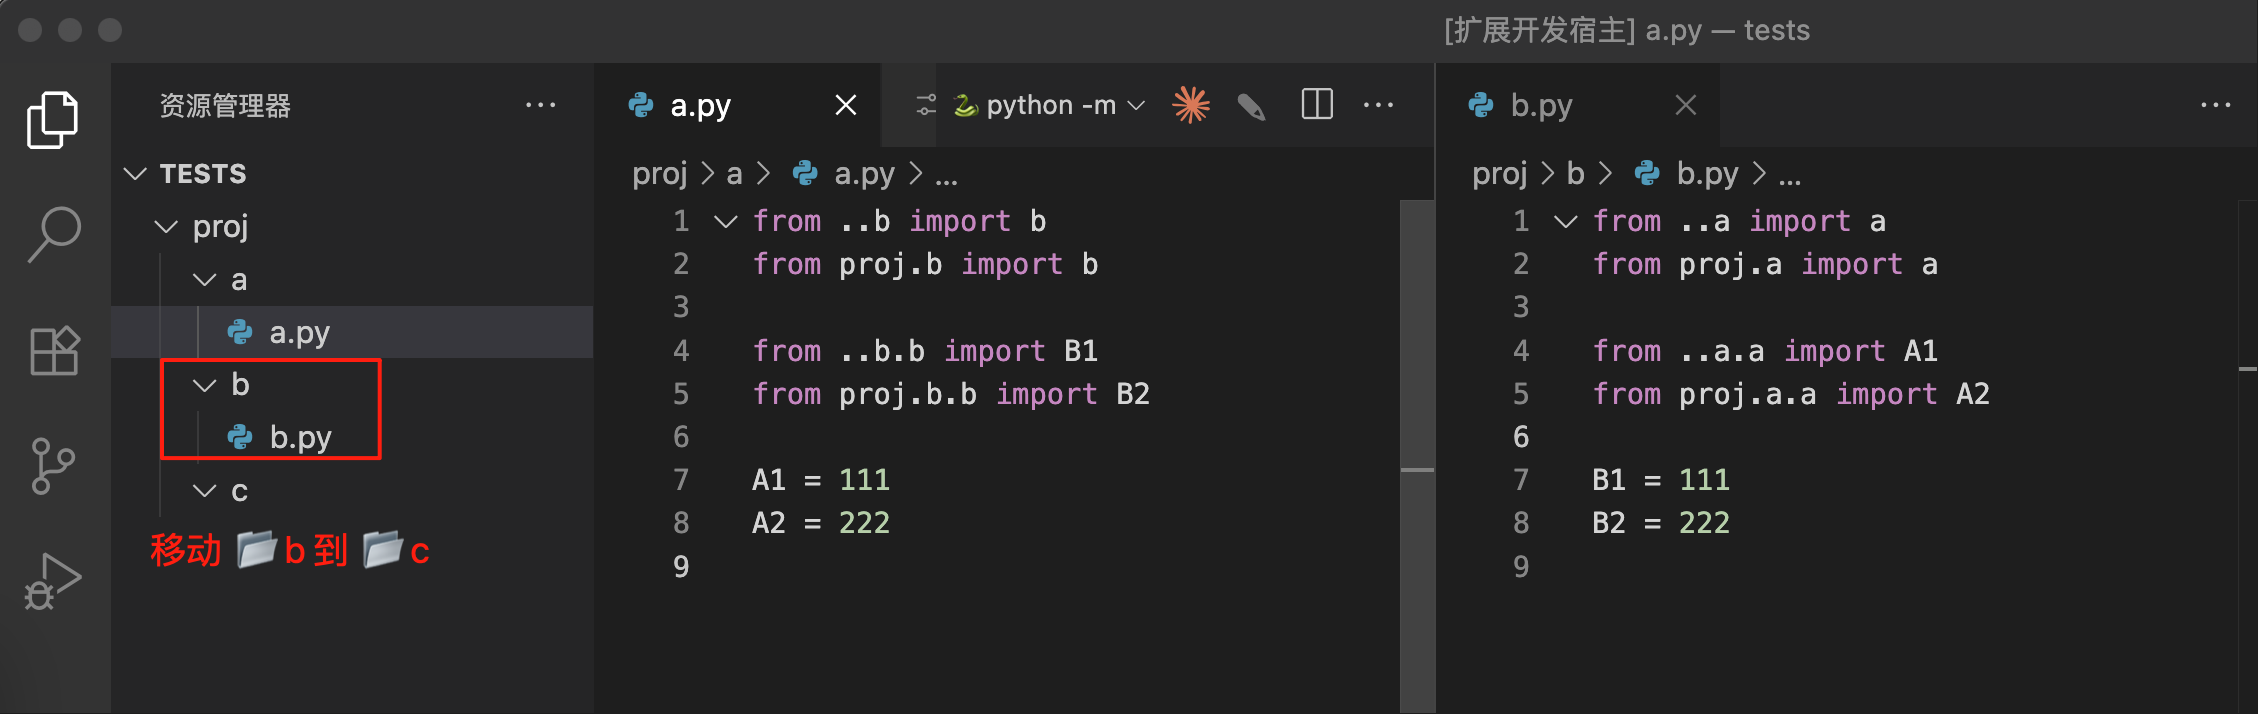 [扩展开发宿主] a.py — tests
资源管理器
TESTS
proj
a
a.py
b
b.py
c
移动 b 到 c
a.py
python -m
proj > a > a.py > ...
1 from ..b import b
2 from proj.b import b
3
4 from ..b.b import B1
5 from proj.b.b import B2
6
7 A1 = 111
8 A2 = 222
9
b.py
proj > b > b.py > ...
1 from ..a import a
2 from proj.a import a
3
4 from ..a.a import A1
5 from proj.a.a import A2
6
7 B1 = 111
8 B2 = 222
9